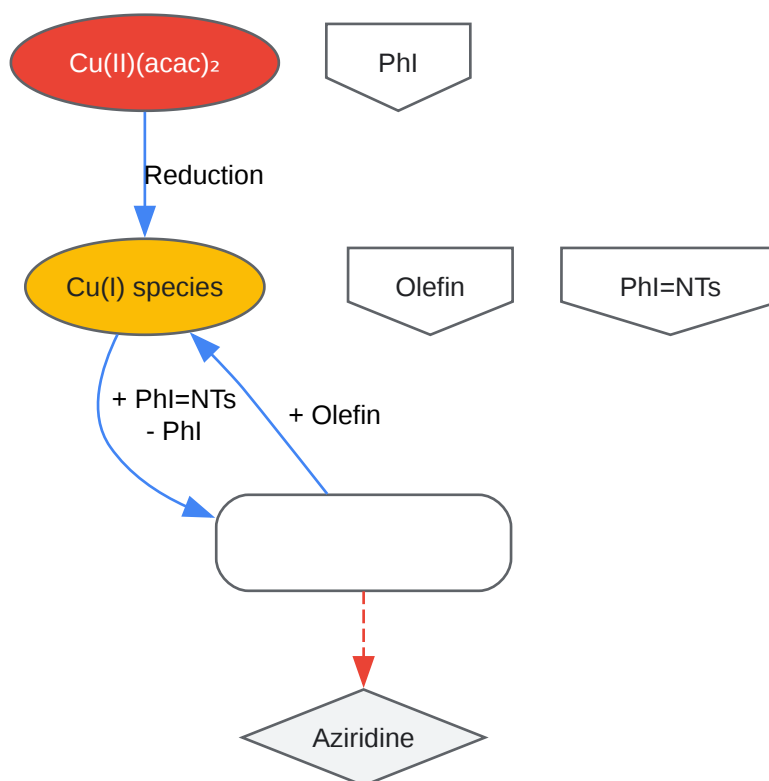 Cu(II)(acac)₂
PhI
Reduction
Cu(I) species
Olefin
PhI=NTs
+ PhI=NTs
- PhI
+ Olefin
Aziridine